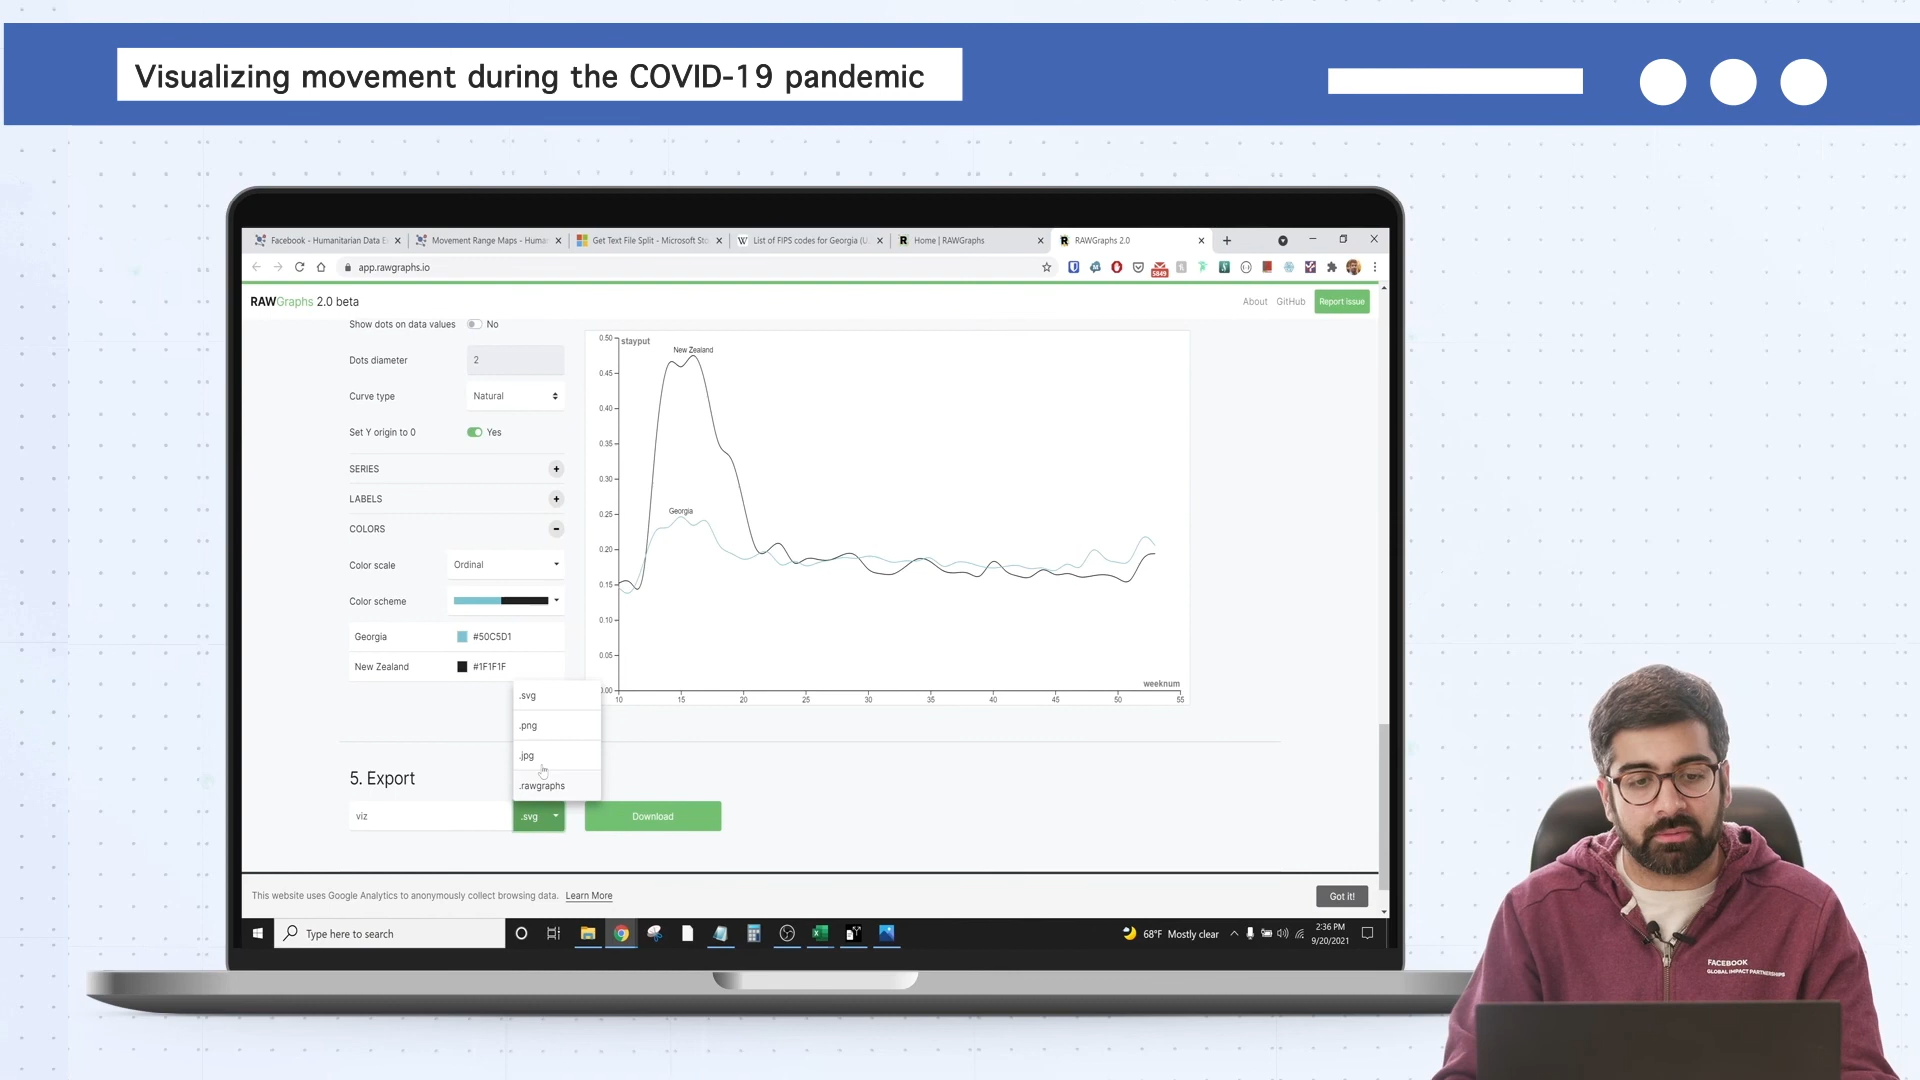 Visualizing movement during the COVID-19 pandemic
Facebook - Humanitarian Data E
Movement Range Maps - Huma
Get Text File Split - Microsoft Sto
List of FIPS codes for Georgia (U
Home | RAWGraphs
RAWGraphs 2.0
app.rawgraphs.io
5849
RAWGraphs 2.0 beta
About GitHub Report issue
Show dots on data values No
Dots diameter 2
Curve type Natural
Set Y origin to 0 Yes
SERIES
LABELS
COLORS
Color scale Ordinal
Color scheme
Georgia #50C5D1
New Zealand #1F1F1F
stayput
0.50
0.45
0.40
0.35
0.30
0.25
0.20
0.15
0.10
0.05
0.00
New Zealand
Georgia
weeknum
10 15 20 25 30 35 40 45 50 55
.svg
.png
.jpg
.rawgraphs
5. Export
viz .svg Download
This website uses Google Analytics to anonymously collect browsing data. Learn More Got it!
Type here to search
68°F Mostly clear
2:36 PM
9/20/2021
FACEBOOK
GLOBAL IMPACT PARTNERSHIPS